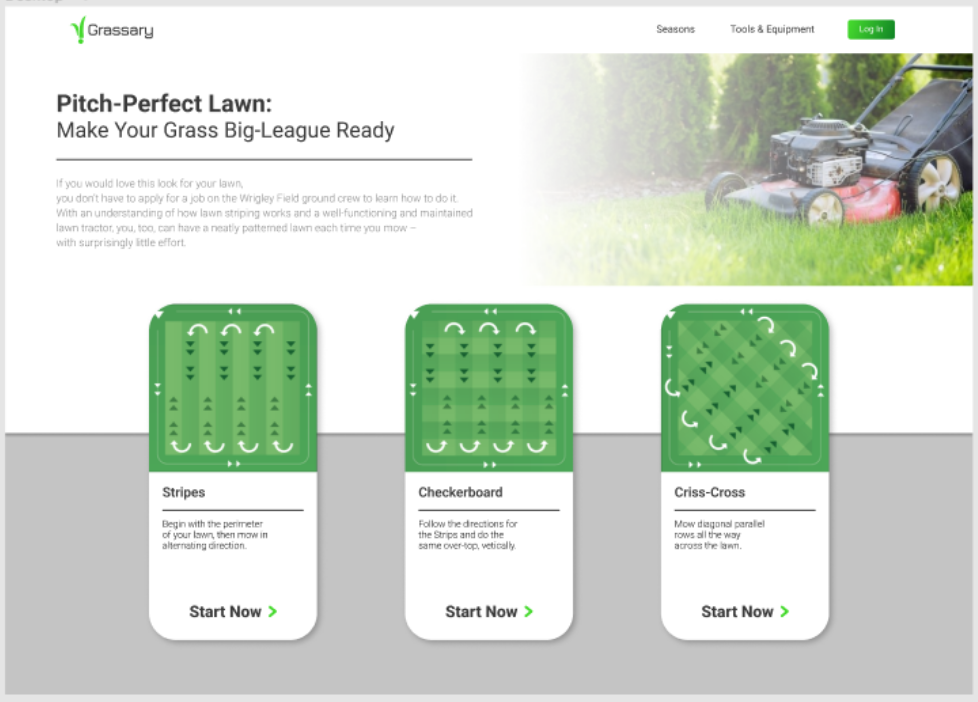 Grassary
Seasons
Tools & Equipment
Log In
Pitch-Perfect Lawn:
Make Your Grass Big-League Ready
If you would love this look for your lawn,
you don't have to apply for a job on the Wrigley Field ground crew to learn how to do it.
With an understanding of how lawn striping works and a well-functioning and maintained
lawn tractor, you, too, can have a neatly patterned lawn each time you mow –
with surprisingly little effort.
Stripes
Begin with the perimeter
of your lawn, then mow in
alternating direction.
Start Now >
Checkerboard
Follow the directions for
the Strips and do the
same over-top, vetically.
Start Now >
Criss-Cross
Mow diagonal parallel
rows all the way
across the lawn.
Start Now >